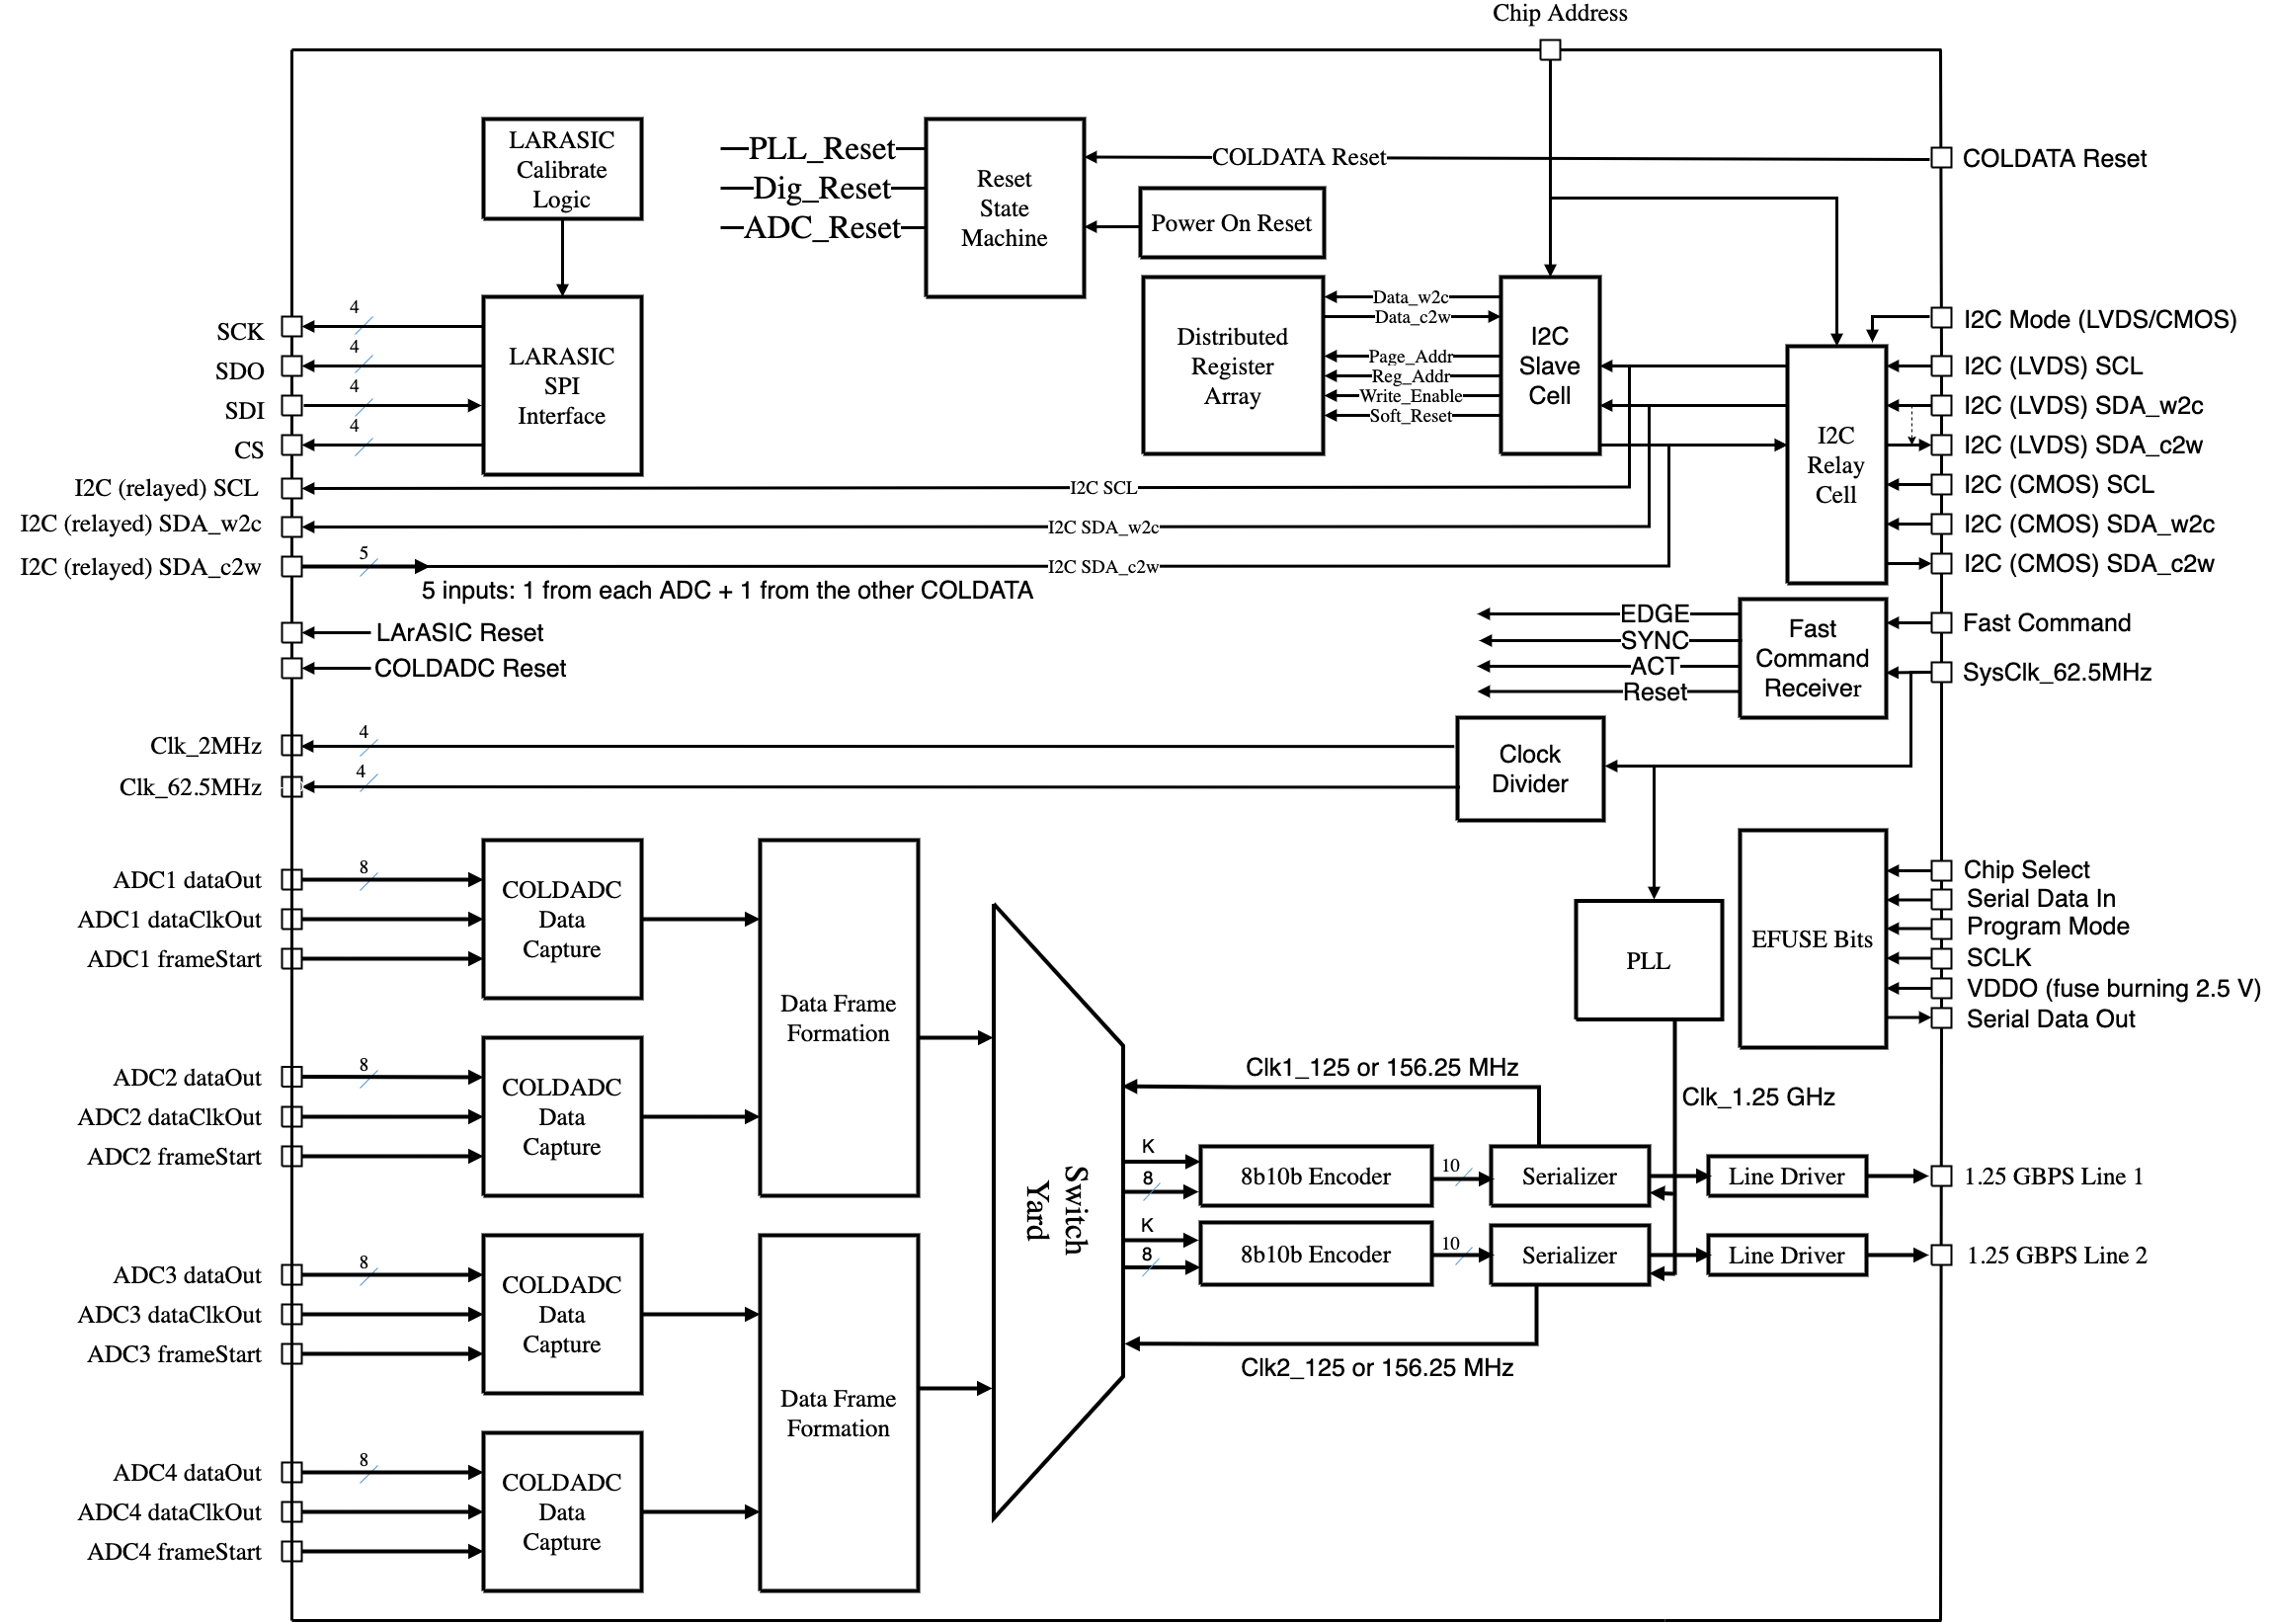 Chip Address
LARASIC
Calibrate
Logic
PLL_Reset
Dig_Reset
ADC_Reset
Reset
State
Machine
COLDATA Reset
COLDATA Reset
Power On Reset
SCK
4
SDO
4
SDI
4
CS
4
LARASIC
SPI
Interface
Distributed
Register
Array
Data_w2c
Data_c2w
Page_Addr
Reg_Addr
Write_Enable
Soft_Reset
I2C
Slave
Cell
I2C
Relay
Cell
I2C Mode (LVDS/CMOS)
I2C (LVDS) SCL
I2C (LVDS) SDA_w2c
I2C (LVDS) SDA_c2w
I2C (CMOS) SCL
I2C (CMOS) SDA_w2c
I2C (CMOS) SDA_c2w
I2C (relayed) SCL
I2C SCL
I2C (relayed) SDA_w2c
I2C SDA_w2c
I2C (relayed) SDA_c2w
5
I2C SDA_c2w
5 inputs: 1 from each ADC + 1 from the other COLDATA
LArASIC Reset
COLDADC Reset
EDGE
SYNC
ACT
Reset
Fast
Command
Receiver
Fast Command
SysClk_62.5MHz
Clk_2MHz
4
Clk_62.5MHz
4
Clock
Divider
ADC1 dataOut
8
ADC1 dataClkOut
ADC1 frameStart
COLDADC
Data
Capture
ADC2 dataOut
8
ADC2 dataClkOut
ADC2 frameStart
COLDADC
Data
Capture
Data Frame
Formation
PLL
EFUSE Bits
Chip Select
Serial Data In
Program Mode
SCLK
VDDO (fuse burning 2.5 V)
Serial Data Out
Clk1_125 or 156.25 MHz
Clk_1.25 GHz
Switch
Yard
K
8
8b10b Encoder
10
Serializer
Line Driver
1.25 GBPS Line 1
K
8
8b10b Encoder
10
Serializer
Line Driver
1.25 GBPS Line 2
Clk2_125 or 156.25 MHz
ADC3 dataOut
8
ADC3 dataClkOut
ADC3 frameStart
COLDADC
Data
Capture
Data Frame
Formation
ADC4 dataOut
8
ADC4 dataClkOut
ADC4 frameStart
COLDADC
Data
Capture